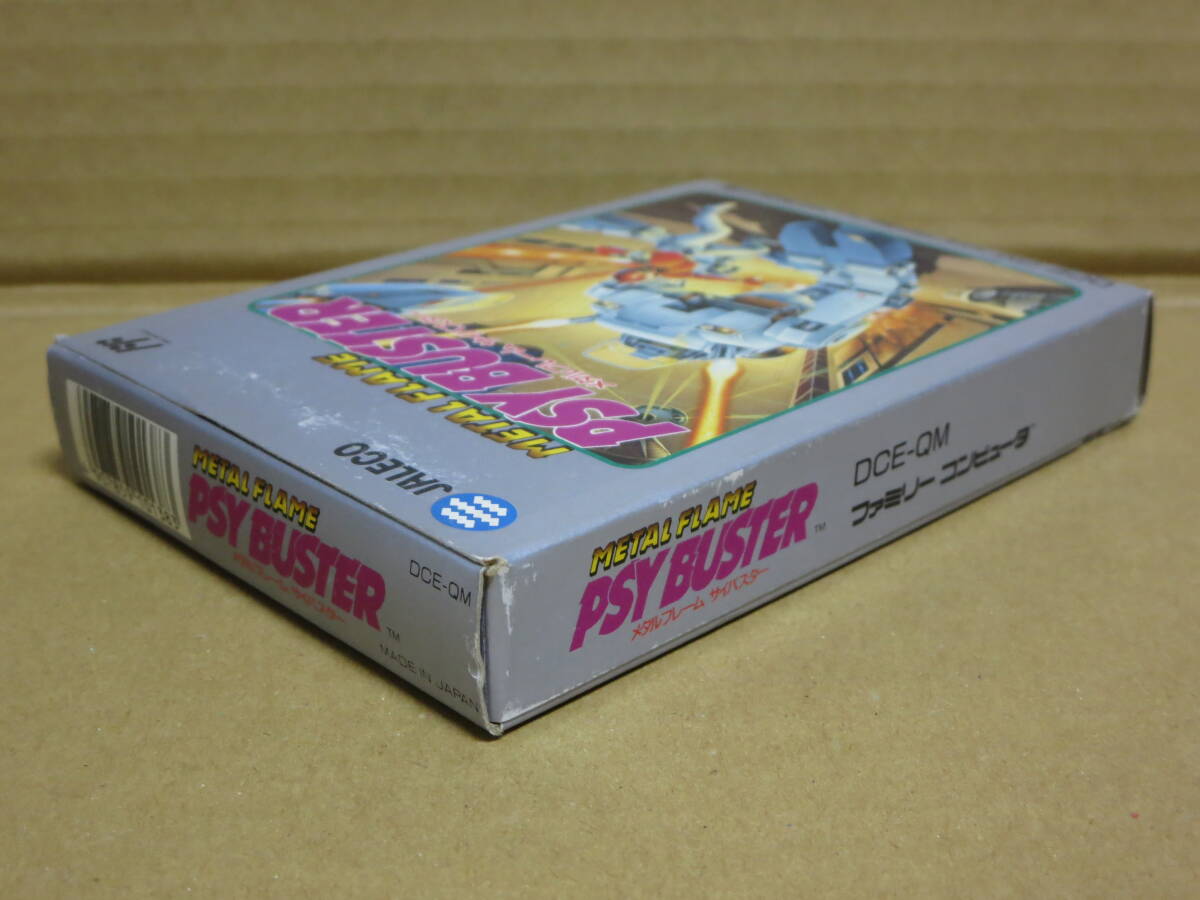 METAL FLAME
PSY BUSTER
JALECO
METAL FLAME
PSY BUSTER™
メタルフレーム サイバスター
DCE-QM
MADE IN JAPAN
METAL FLAME
PSY BUSTER™
メタルフレーム サイバスター
DCE-QM
ファミリー コンピュータ